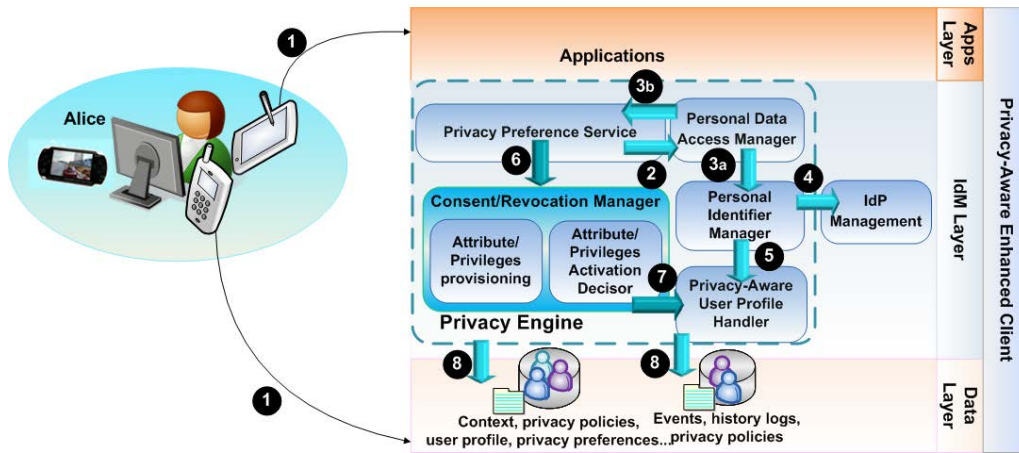 1
Alice
1
Applications
3b
Privacy Preference Service
Personal Data
Access Manager
6
2
3a
4
Consent/Revocation Manager
Personal
Identifier
Manager
IdP
Management
Attribute/
Privileges
provisioning
Attribute/
Privileges
Activation
Decisor
5
7
Privacy-Aware
User Profile
Handler
Privacy Engine
8
8
Context, privacy policies,
user profile, privacy preferences...
Events, history logs,
privacy policies
Apps
Layer
IdM Layer
Data
Layer
Privacy-Aware Enhanced Client